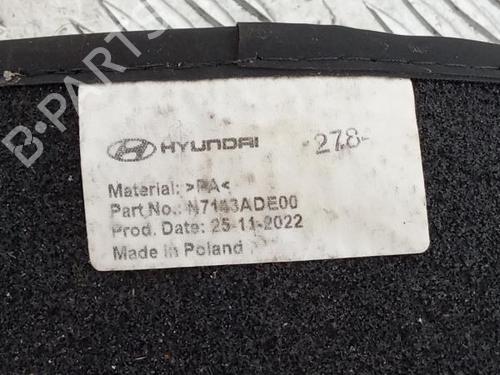 B-PARTS
HYUNDAI
-278-
Material: >PA<
Part No.: N7143ADE00
Prod. Date: 25-11-2022
Made in Poland